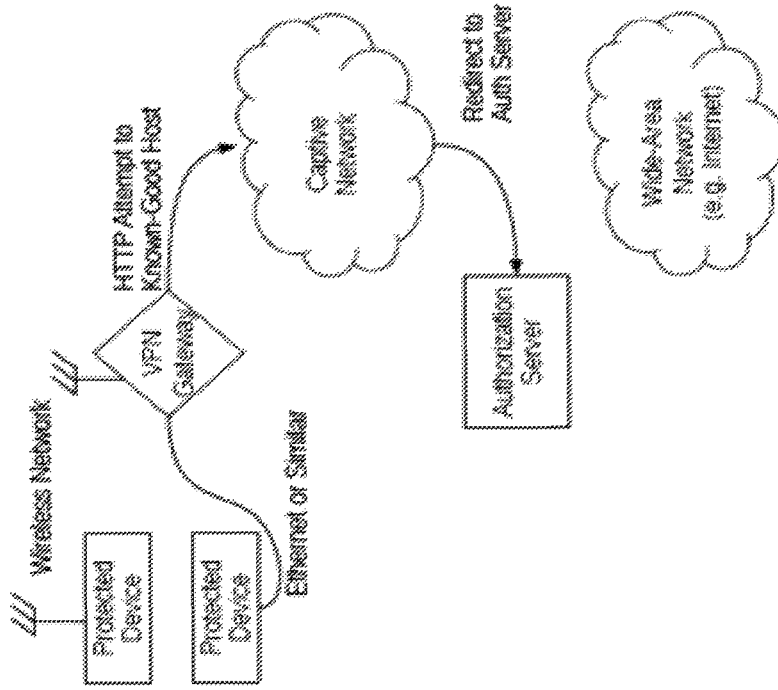 Wireless Network
Protected
Device
Protected
Device
Ethernet or Similar
VPN
Gateway
HTTP Attempt to
Known-Good Host
Captive
Network
Redirect to
Auth Server
Authorization
Server
Wide-Area
Network
(e.g. Internet)